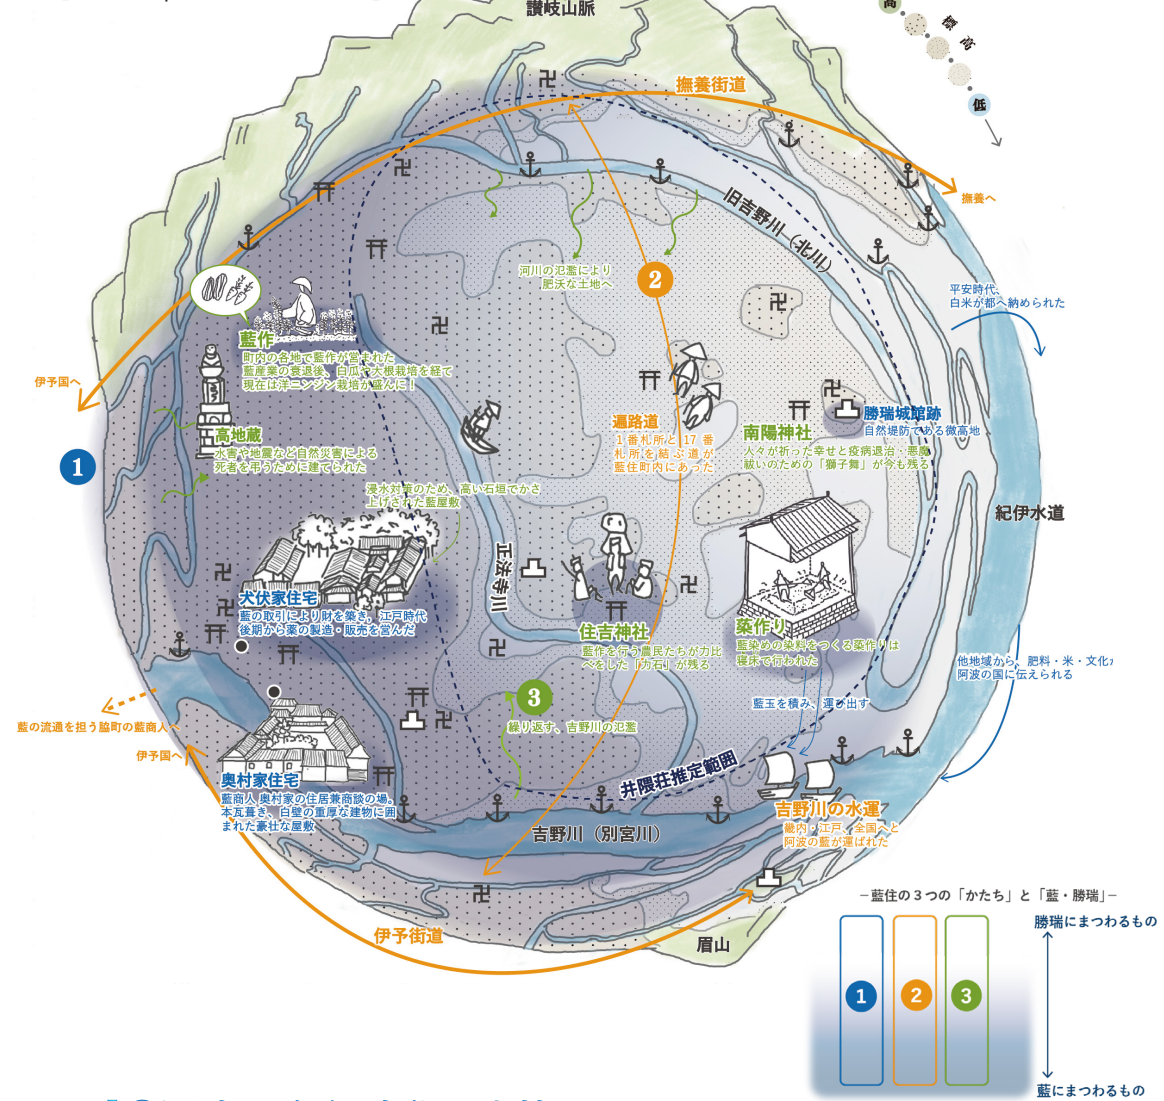 讃岐山脈
高
標高
低
撫養街道
撫養へ
旧吉野川（北川）
河川の氾濫により
肥沃な土地へ
2
平安時代、
白米が都へ納められた
藍作
町内の各地で藍作が営まれた
藍産業の衰退後、白瓜や大根栽培を経て
現在は洋ニンジン栽培が盛んに！
伊予国へ
1
高地蔵
水害や地震など自然災害による
死者を弔うために建てられた
遍路道
１番札所と 17 番
札所を結ぶ道が
藍住町内にあった
勝瑞城館跡
自然堤防である微高地
南陽神社
人々が祈った幸せと疫病退治・悪魔
祓いのための「獅子舞」が今も残る
浸水対策のため、高い石垣でかさ
上げされた藍屋敷
紀伊水道
正法寺川
犬伏家住宅
藍の取引により財を築き、江戸時代
後期から薬の製造・販売を営んだ
住吉神社
藍作を行う農民たちが力比
べをした「力石」が残る
蒅作り
藍染めの染料をつくる蒅作りは
寝床で行われた
他地域から、肥料・米・文化が
阿波の国に伝えられる
藍玉を積み、運び出す
3
繰り返す、吉野川の氾濫
藍の流通を担う脇町の藍商人へ
伊予国へ
奥村家住宅
藍商人 奥村家の住居兼商談の場。
本瓦葺き、白壁の重厚な建物に囲
まれた豪壮な屋敷
井隈荘推定範囲
吉野川の水運
畿内・江戸、全国へと
阿波の藍が運ばれた
吉野川（別宮川）
伊予街道
眉山
－藍住の３つの「かたち」と「藍・勝瑞」－
勝瑞にまつわるもの
1 2 3
藍にまつわるもの